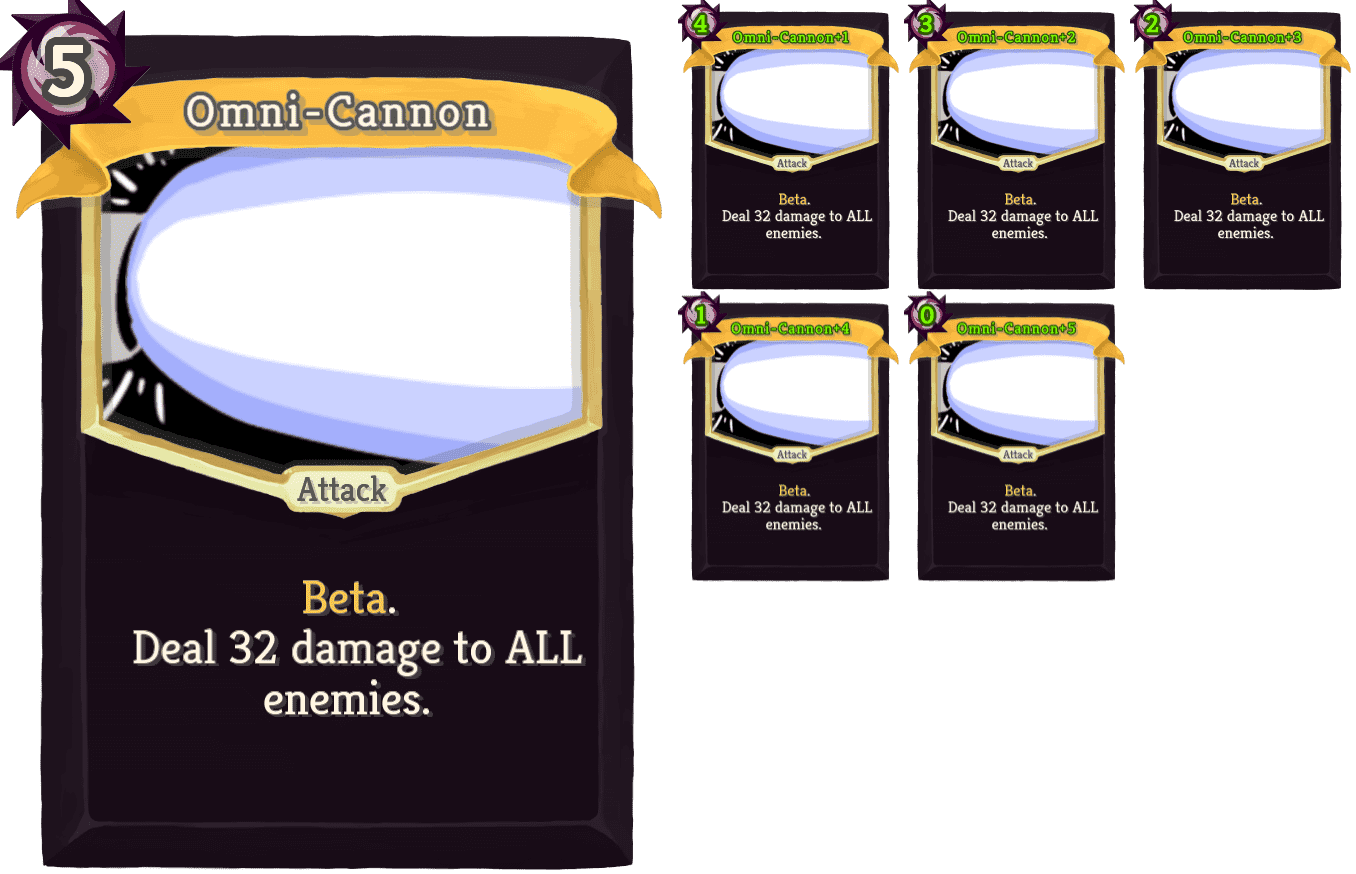 5
Omni-Cannon
Attack
Beta.
Deal 32 damage to ALL
enemies.
4
Omni-Cannon+1
Attack
Beta.
Deal 32 damage to ALL
enemies.
3
Omni-Cannon+2
Attack
Beta.
Deal 32 damage to ALL
enemies.
2
Omni-Cannon+3
Attack
Beta.
Deal 32 damage to ALL
enemies.
1
Omni-Cannon+4
Attack
Beta.
Deal 32 damage to ALL
enemies.
0
Omni-Cannon+5
Attack
Beta.
Deal 32 damage to ALL
enemies.